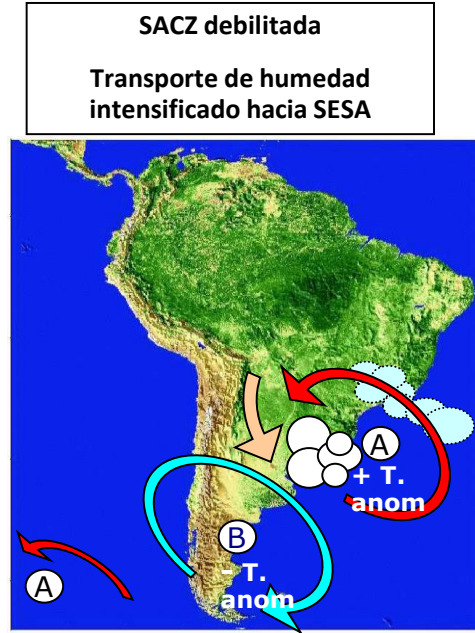 SACZ debilitada
Transporte de humedad
intensificado hacia SESA
A
+ T.
anom
B
- T.
anom
A